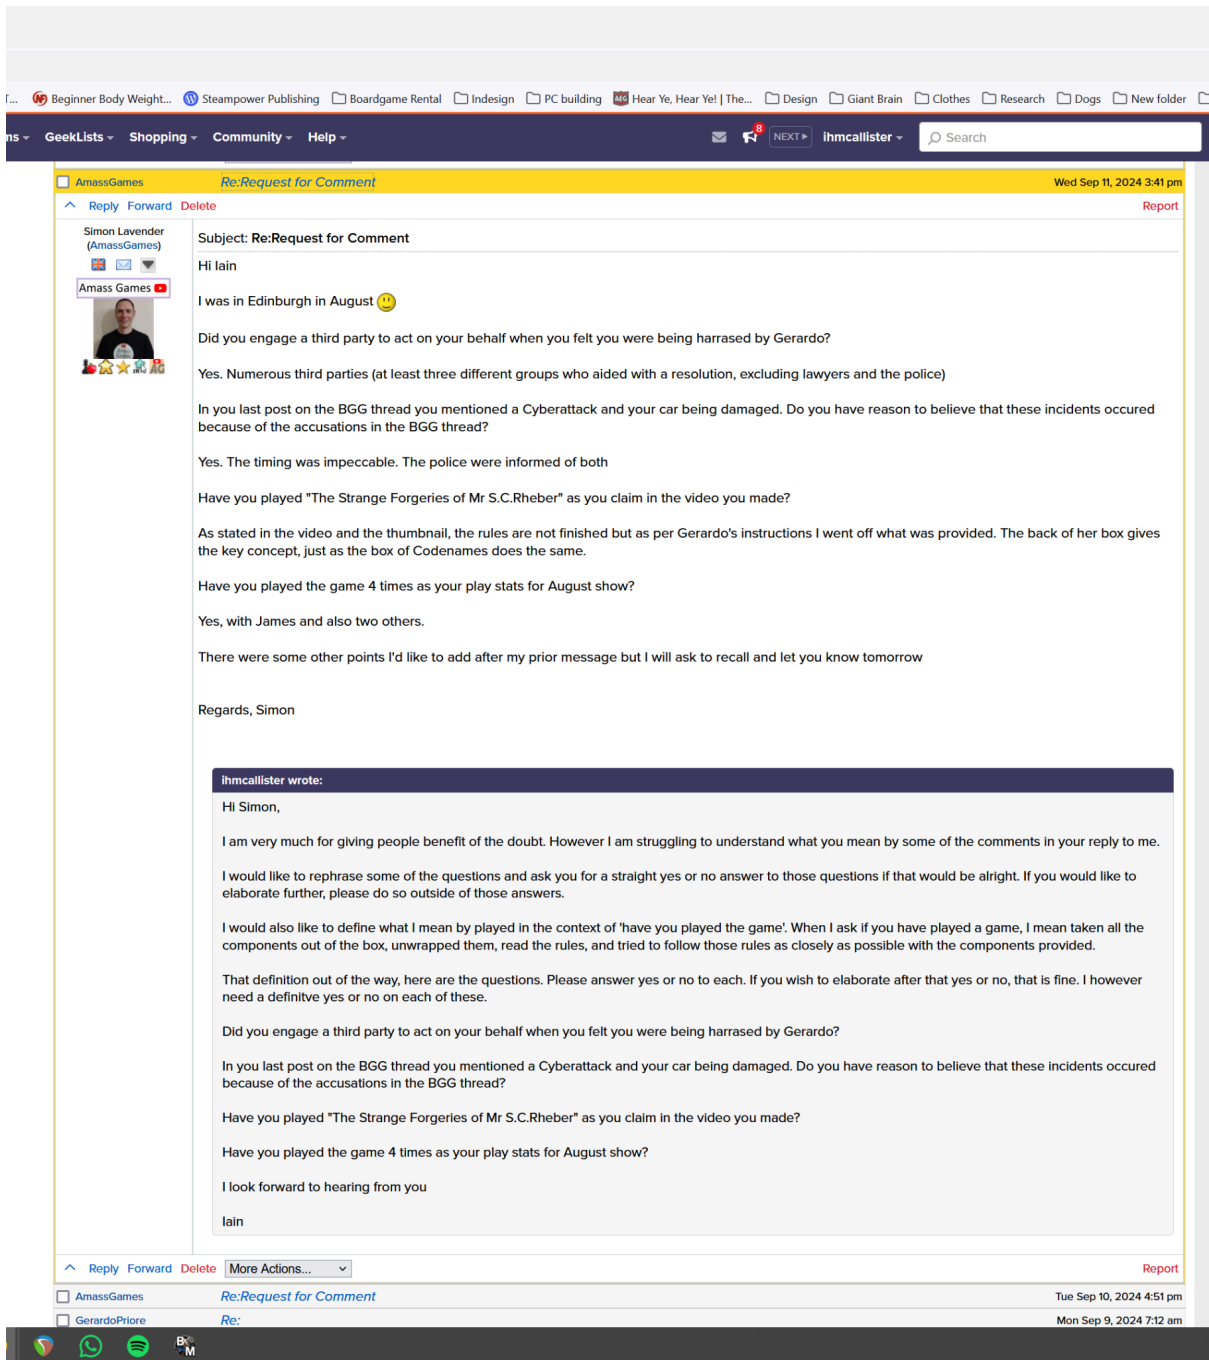 T... Beginner Body Weight... Steampower Publishing Boardgame Rental Indesign PC building Hear Ye, Hear Ye! | The... Design Giant Brain Clothes Research Dogs New folder
ms GeekLists Shopping Community Help 8 NEXT ihmcallister Search
AmassGames Re:Request for Comment Wed Sep 11, 2024 3:41 pm
Reply Forward Delete Report
Simon Lavender
(AmassGames)
Amass Games
Subject: Re:Request for Comment
Hi Iain
I was in Edinburgh in August
Did you engage a third party to act on your behalf when you felt you were being harrased by Gerardo?
Yes. Numerous third parties (at least three different groups who aided with a resolution, excluding lawyers and the police)
In you last post on the BGG thread you mentioned a Cyberattack and your car being damaged. Do you have reason to believe that these incidents occured
because of the accusations in the BGG thread?
Yes. The timing was impeccable. The police were informed of both
Have you played "The Strange Forgeries of Mr S.C.Rheber" as you claim in the video you made?
As stated in the video and the thumbnail, the rules are not finished but as per Gerardo's instructions I went off what was provided. The back of her box gives
the key concept, just as the box of Codenames does the same.
Have you played the game 4 times as your play stats for August show?
Yes, with James and also two others.
There were some other points I'd like to add after my prior message but I will ask to recall and let you know tomorrow
Regards, Simon
ihmcallister wrote:
Hi Simon,
I am very much for giving people benefit of the doubt. However I am struggling to understand what you mean by some of the comments in your reply to me.
I would like to rephrase some of the questions and ask you for a straight yes or no answer to those questions if that would be alright. If you would like to
elaborate further, please do so outside of those answers.
I would also like to define what I mean by played in the context of 'have you played the game'. When I ask if you have played a game, I mean taken all the
components out of the box, unwrapped them, read the rules, and tried to follow those rules as closely as possible with the components provided.
That definition out of the way, here are the questions. Please answer yes or no to each. If you wish to elaborate after that yes or no, that is fine. I however
need a definitve yes or no on each of these.
Did you engage a third party to act on your behalf when you felt you were being harrased by Gerardo?
In you last post on the BGG thread you mentioned a Cyberattack and your car being damaged. Do you have reason to believe that these incidents occured
because of the accusations in the BGG thread?
Have you played "The Strange Forgeries of Mr S.C.Rheber" as you claim in the video you made?
Have you played the game 4 times as your play stats for August show?
I look forward to hearing from you
Iain
Reply Forward Delete More Actions... Report
AmassGames Re:Request for Comment Tue Sep 10, 2024 4:51 pm
GerardoPriore Re: Mon Sep 9, 2024 7:12 am